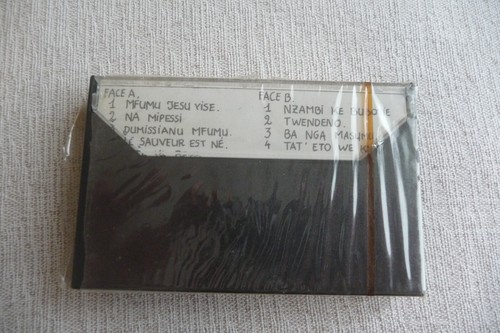 FACE A.
1 MFUMU JESU YISE.
2 NA MIPESSI
DUMISSIANU MFUMU.
SAUVEUR EST NÉ.
FACE B.
1 NZAMBI KE
2 TWENDENO.
3 BA NGA MASUMU
4 TAT' ETO WE